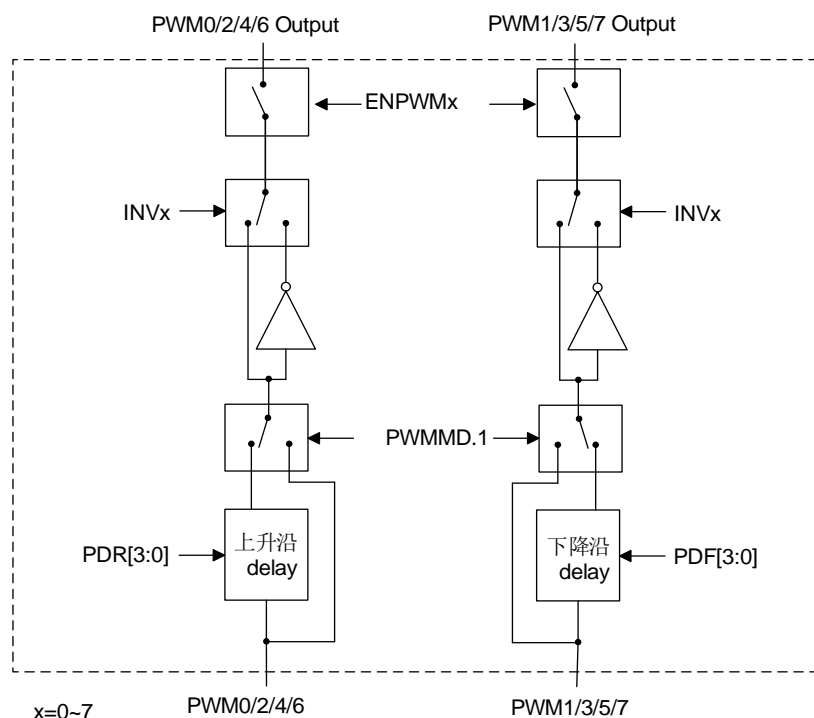 PWM0/2/4/6 Output
PWM1/3/5/7 Output
ENPWMx
INVx
INVx
PWMMD.1
PDR[3:0]
上升沿
delay
下降沿
delay
PDF[3:0]
PWM0/2/4/6
PWM1/3/5/7
x=0~7